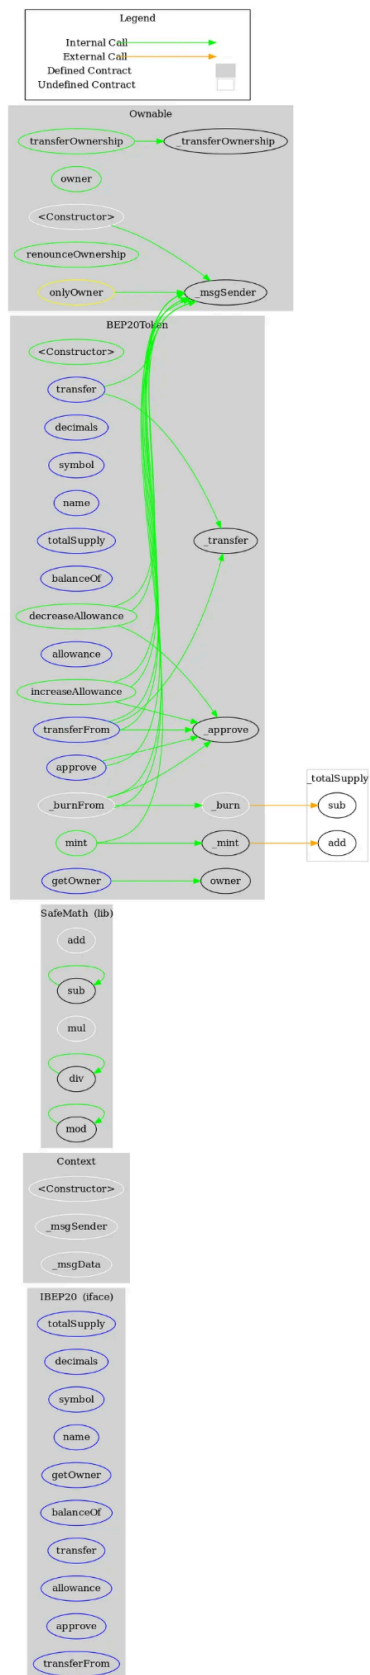 Legend
Internal Call
External Call
Defined Contract
Undefined Contract
Ownable
transferOwnership
_transferOwnership
owner
<Constructor>
renounceOwnership
onlyOwner
_msgSender
BEP20Token
<Constructor>
transfer
decimals
symbol
name
totalSupply
_transfer
balanceOf
decreaseAllowance
allowance
increaseAllowance
transferFrom
_approve
approve
_totalSupply
_burnFrom
_burn
sub
mint
_mint
add
getOwner
owner
SafeMath (lib)
add
sub
mul
div
mod
Context
<Constructor>
_msgSender
_msgData
IBEP20 (iface)
totalSupply
decimals
symbol
name
getOwner
balanceOf
transfer
allowance
approve
transferFrom